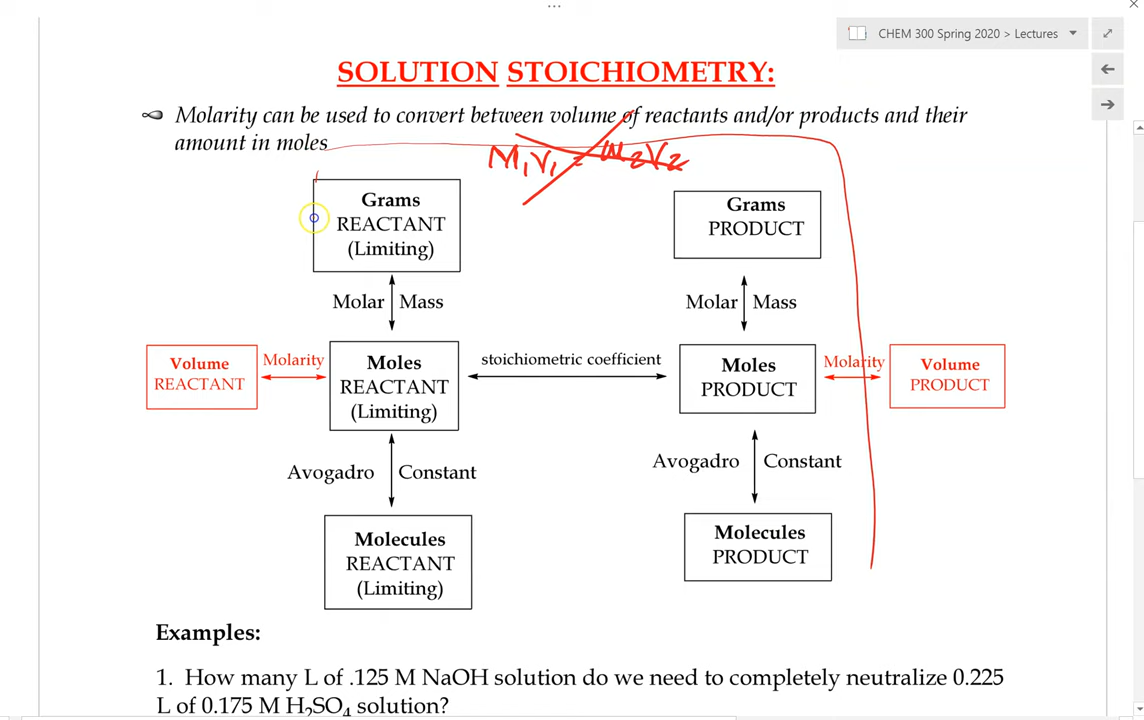 CHEM 300 Spring 2020 > Lectures
SOLUTION STOICHIOMETRY:
Molarity can be used to convert between volume of reactants and/or products and their
amount in moles
M₁V₁ = M₂V₂
Grams
REACTANT
(Limiting)
Grams
PRODUCT
Molar Mass
Molar Mass
Volume
REACTANT
Molarity
Moles
REACTANT
(Limiting)
stoichiometric coefficient
Moles
PRODUCT
Molarity
Volume
PRODUCT
Avogadro Constant
Avogadro Constant
Molecules
REACTANT
(Limiting)
Molecules
PRODUCT
Examples:
1. How many L of .125 M NaOH solution do we need to completely neutralize 0.225
L of 0.175 M H₂SO₄ solution?